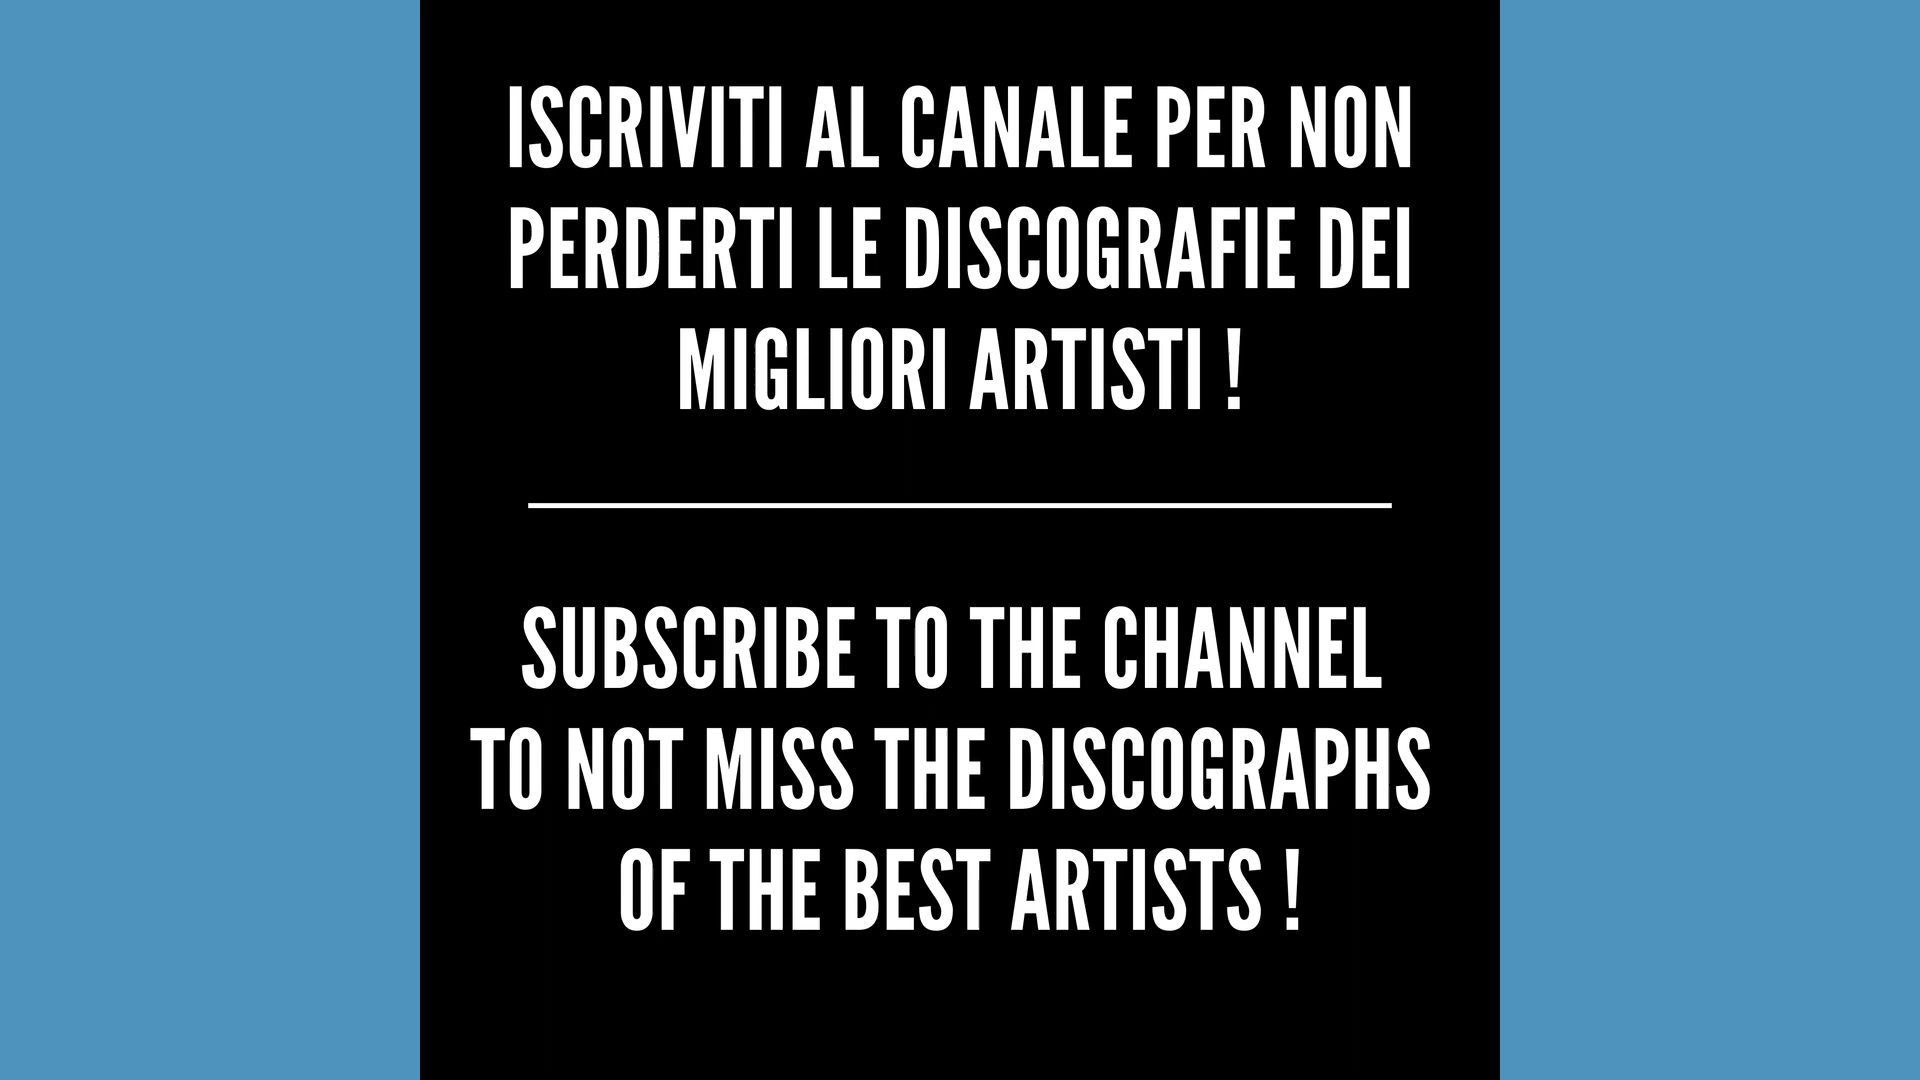 ISCRIVITI AL CANALE PER NON
PERDERTI LE DISCOGRAFIE DEI
MIGLIORI ARTISTI !
SUBSCRIBE TO THE CHANNEL
TO NOT MISS THE DISCOGRAPHS
OF THE BEST ARTISTS !